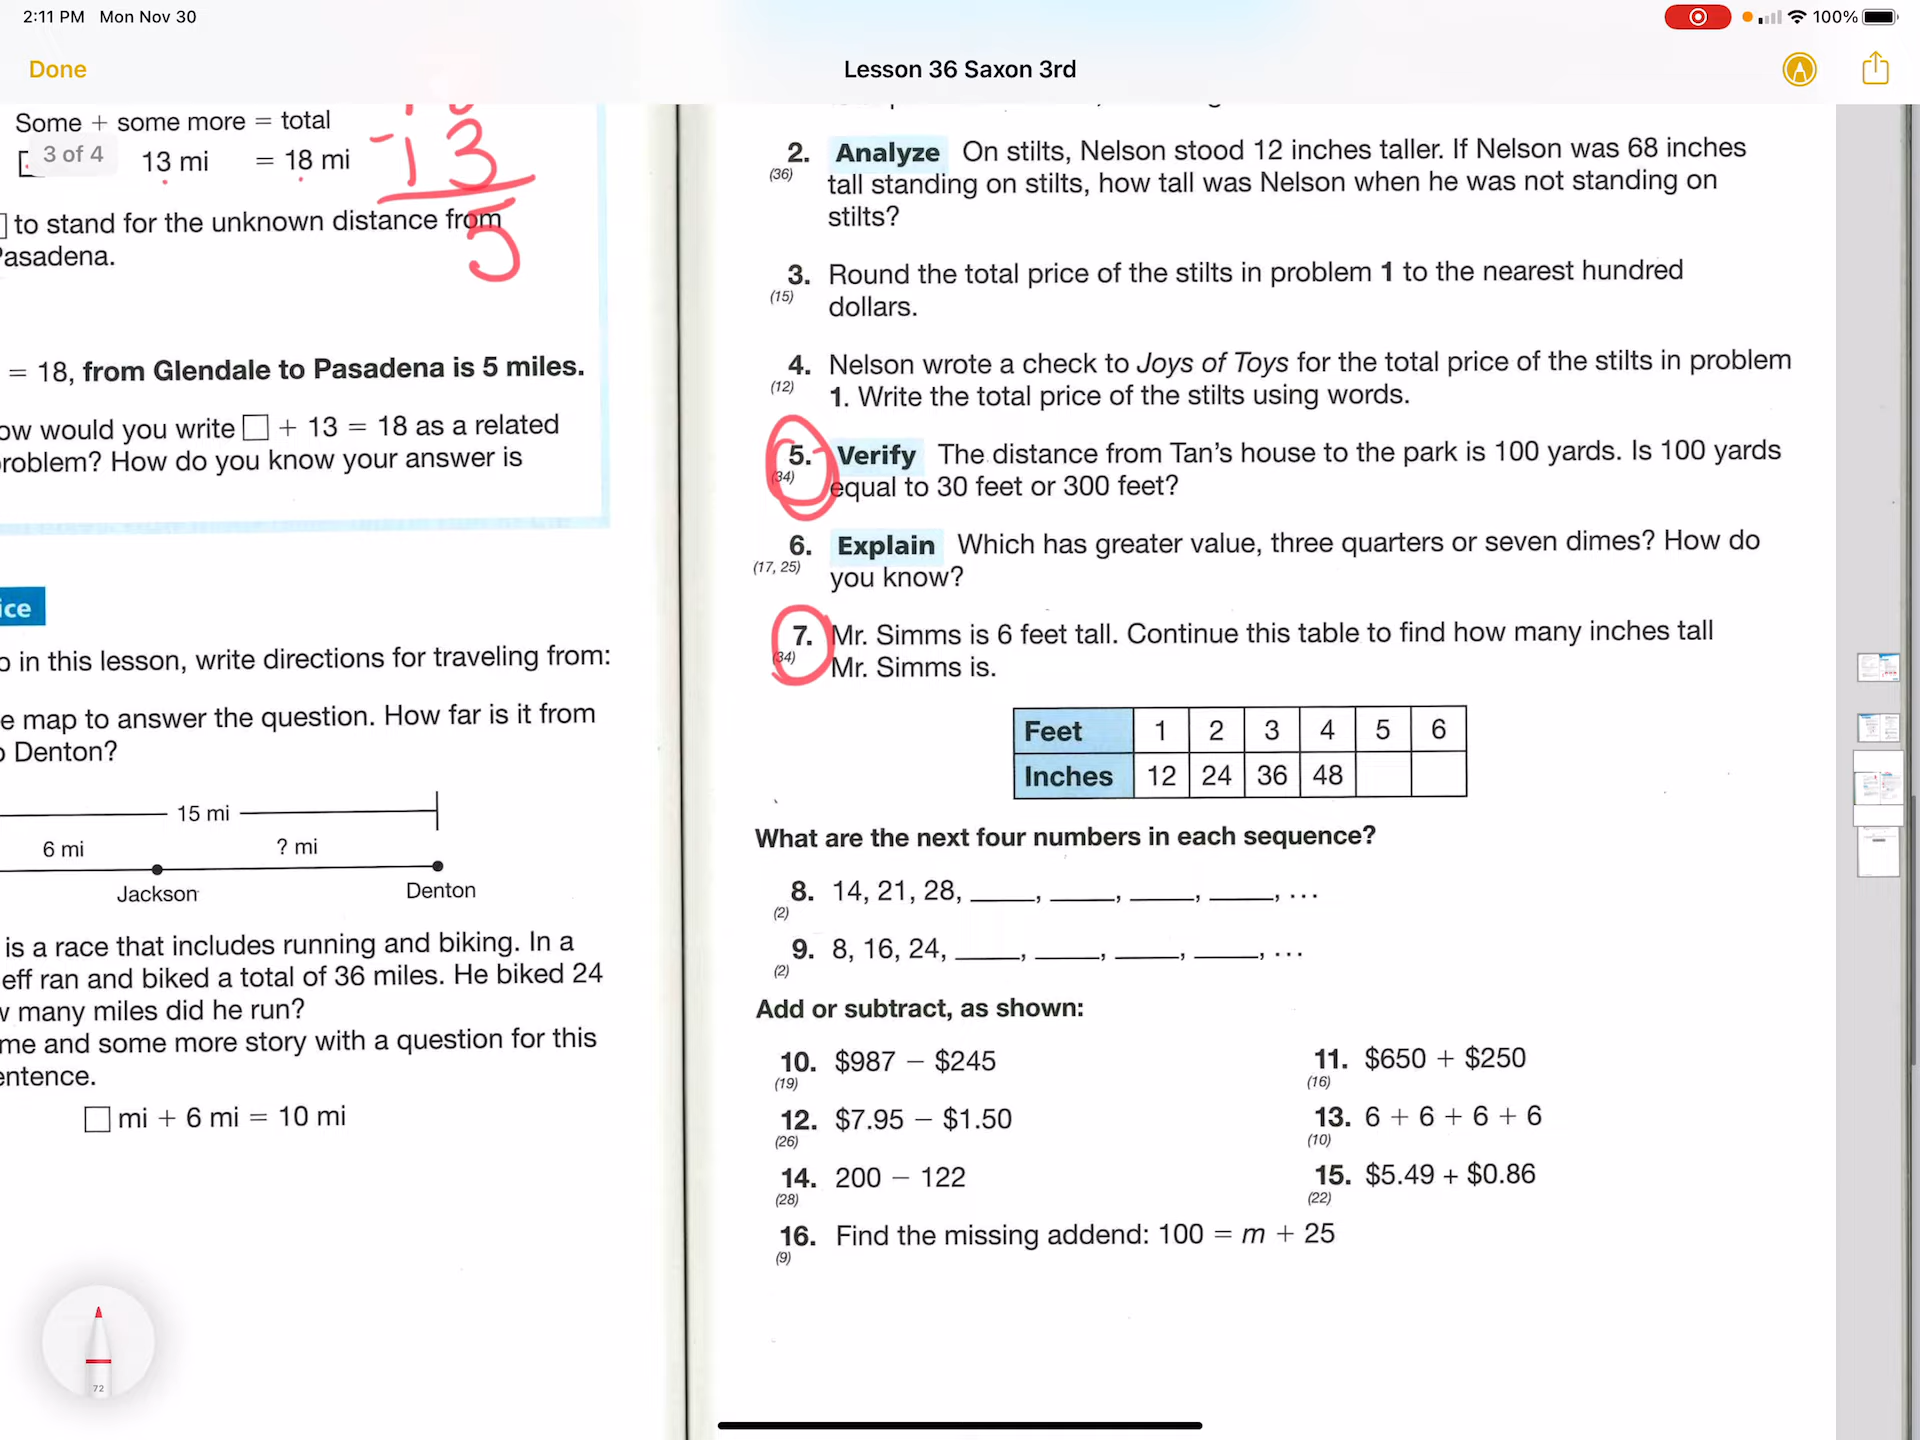 2:11 PM Mon Nov 30
100%
Done
Lesson 36 Saxon 3rd
Some + some more = total
3 of 4
13 mi = 18 mi
- 13
5
to stand for the unknown distance from
Pasadena.
= 18, from Glendale to Pasadena is 5 miles.
ow would you write □ + 13 = 18 as a related
roblem? How do you know your answer is
ice
o in this lesson, write directions for traveling from:
e map to answer the question. How far is it from
o Denton?
15 mi
6 mi ? mi
Jackson Denton
is a race that includes running and biking. In a
eff ran and biked a total of 36 miles. He biked 24
w many miles did he run?
me and some more story with a question for this
entence.
□ mi + 6 mi = 10 mi
72
2. Analyze On stilts, Nelson stood 12 inches taller. If Nelson was 68 inches
(36) tall standing on stilts, how tall was Nelson when he was not standing on
stilts?
3. Round the total price of the stilts in problem 1 to the nearest hundred
(15) dollars.
4. Nelson wrote a check to Joys of Toys for the total price of the stilts in problem
(12) 1. Write the total price of the stilts using words.
5. Verify The distance from Tan's house to the park is 100 yards. Is 100 yards
(34) equal to 30 feet or 300 feet?
6. Explain Which has greater value, three quarters or seven dimes? How do
(17, 25) you know?
7. Mr. Simms is 6 feet tall. Continue this table to find how many inches tall
(34) Mr. Simms is.
Feet 1 2 3 4 5 6
Inches 12 24 36 48
What are the next four numbers in each sequence?
8. 14, 21, 28, ____, ____, ____, ____, ...
(2)
9. 8, 16, 24, ____, ____, ____, ____, ...
(2)
Add or subtract, as shown:
10. $987 − $245 11. $650 + $250
(19) (16)
12. $7.95 − $1.50 13. 6 + 6 + 6 + 6
(26) (10)
14. 200 − 122 15. $5.49 + $0.86
(28) (22)
16. Find the missing addend: 100 = m + 25
(9)